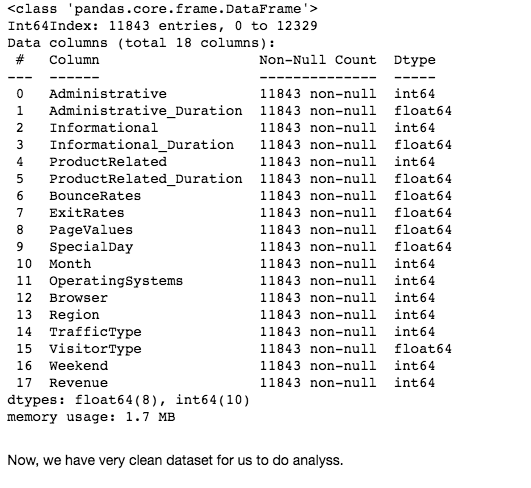 <class 'pandas.core.frame.DataFrame'>
Int64Index: 11843 entries, 0 to 12329
Data columns (total 18 columns):
 #   Column                   Non-Null Count  Dtype
---  ------                   --------------  -----
 0   Administrative           11843 non-null  int64
 1   Administrative_Duration  11843 non-null  float64
 2   Informational            11843 non-null  int64
 3   Informational_Duration   11843 non-null  float64
 4   ProductRelated           11843 non-null  int64
 5   ProductRelated_Duration  11843 non-null  float64
 6   BounceRates              11843 non-null  float64
 7   ExitRates                11843 non-null  float64
 8   PageValues               11843 non-null  float64
 9   SpecialDay               11843 non-null  float64
 10  Month                    11843 non-null  int64
 11  OperatingSystems         11843 non-null  int64
 12  Browser                  11843 non-null  int64
 13  Region                   11843 non-null  int64
 14  TrafficType              11843 non-null  int64
 15  VisitorType              11843 non-null  float64
 16  Weekend                  11843 non-null  int64
 17  Revenue                  11843 non-null  int64
dtypes: float64(8), int64(10)
memory usage: 1.7 MB
Now, we have very clean dataset for us to do analyss.